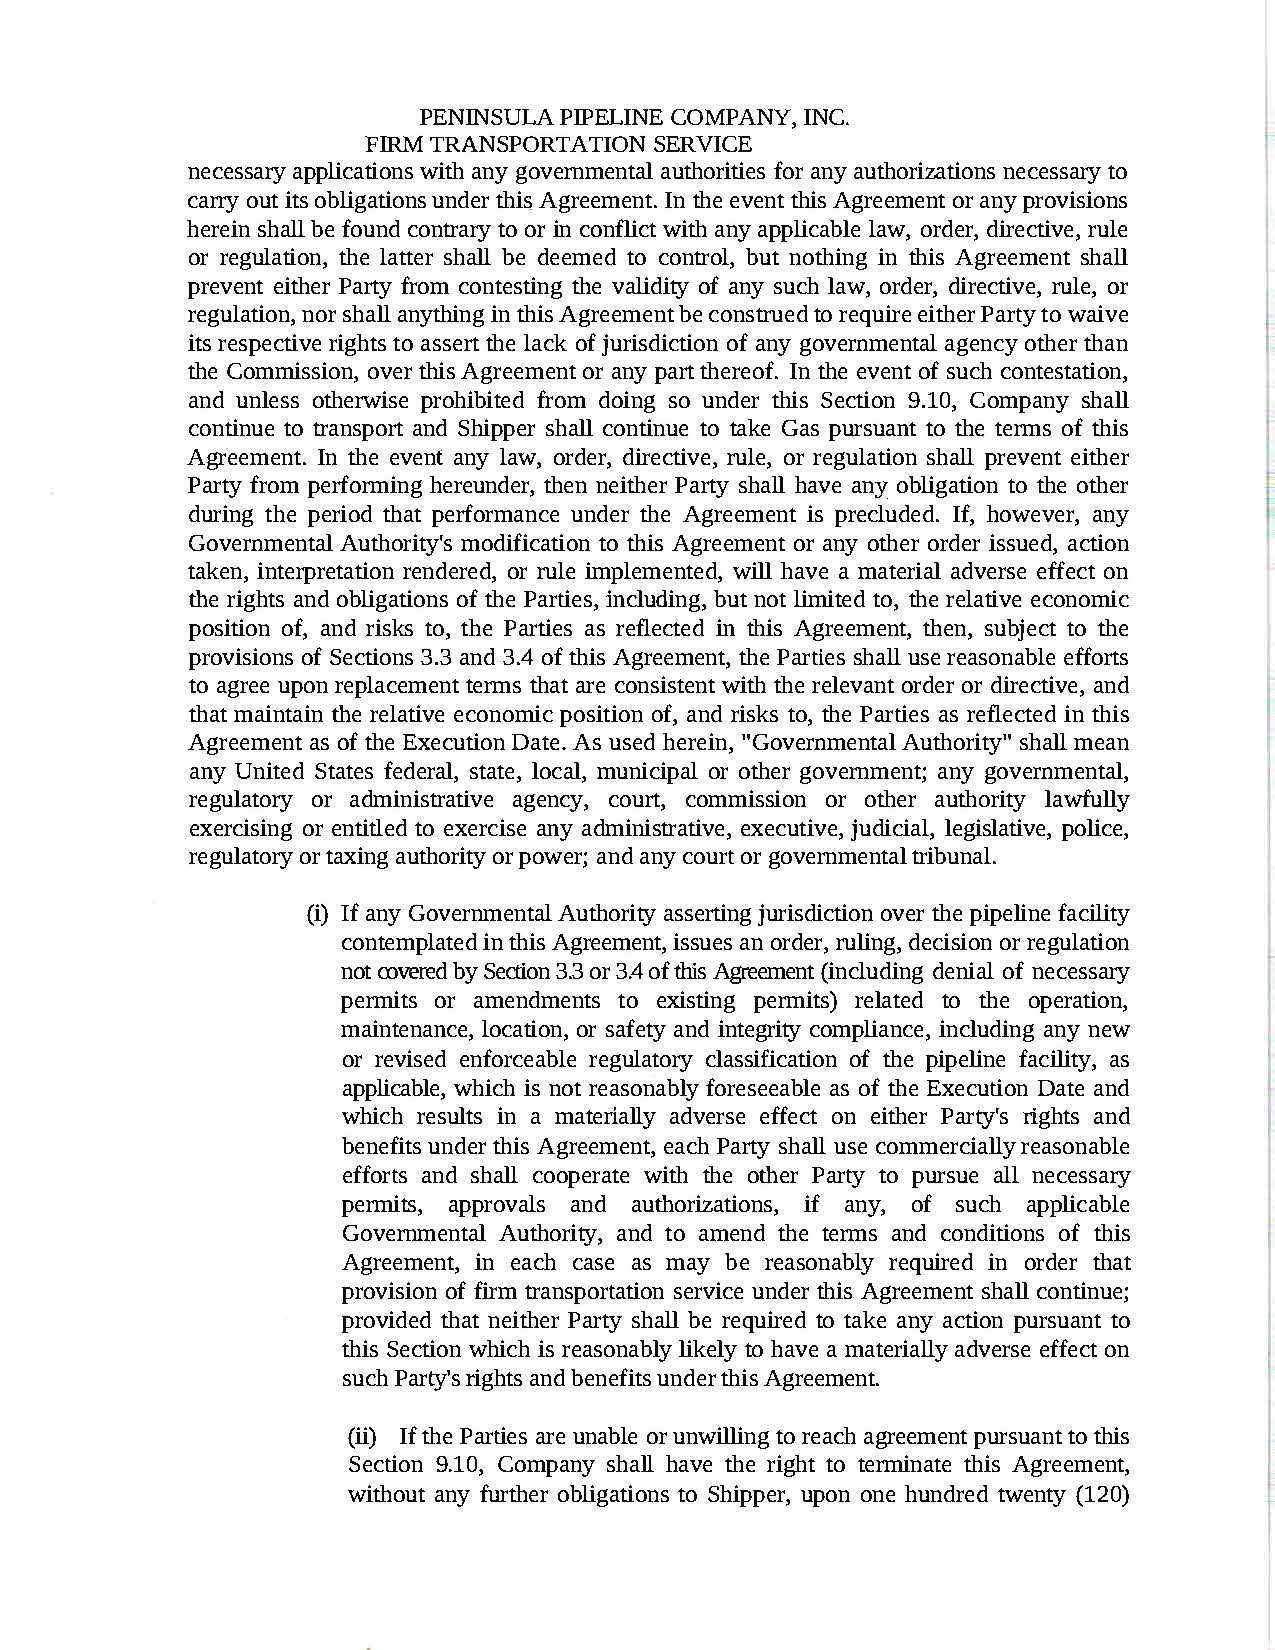 PENINSULA PIPELINE COMPANY, INC.
FIRM TRANSPORTATION SERVICE
necessary applications with any governmental authorities for any authorizations necessary to
carry out its obligations under this Agreement. In the event this Agreement or any provisions
herein shall be found contrary to or in conflict with any applicable law, order, directive, rule
or regulation, the latter shall be deemed to control, but nothing in this Agreement shall
prevent either Party from contesting the validity of any such law, order, directive, rule, or
regulation, nor shall anything in this Agreement be construed to require either Party to waive
its respective rights to assert the lack of jurisdiction of any governmental agency other than
the Commission, over this Agreement or any part thereof. In the event of such contestation,
and unless otherwise prohibited from doing so under this Section 9.10, Company shall
continue to transport and Shipper shall continue to take Gas pursuant to the terms of this
Agreement. In the event any law, order, directive, rule, or regulation shall prevent either
Party from performing hereunder, then neither Party shall have any obligation to the other
during the period that performance under the Agreement is precluded. If, however, any
Governmental Authority's modification to this Agreement or any other order issued, action
taken, interpretation rendered, or rule implemented, will have a material adverse effect on
the rights and obligations of the Parties, including, but not limited to, the relative economic
position of, and risks to, the Parties as reflected in this Agreement, then, subject to the
provisions of Sections 3.3 and 3.4 of this Agreement, the Parties shall use reasonable efforts
to agree upon replacement terms that are consistent with the relevant order or directive, and
that maintain the relative economic position of, and risks to, the Parties as reflected in this
Agreement as of the Execution Date. As used herein, "Governmental Authority" shall mean
any United States federal, state, local, municipal or other government; any governmental,
regulatory or administrative agency, court, commission or other authority lawfully
exercising or entitled to exercise any administrative, executive, judicial, legislative, police,
regulatory or taxing authority or power; and any court or governmental tribunal.
(i) If any Governmental Authority asserting jurisdiction over the pipeline facility
contemplated in this Agreement, issues an order, ruling, decision or regulation
not covered by Section 3.3 or 3.4 of this Agreement (including denial of necessary
permits or amendments to existing permits) related to the operation,
maintenance, location, or safety and integrity compliance, including any new
or revised enforceable regulatory classification of the pipeline facility, as
applicable, which is not reasonably foreseeable as of the Execution Date and
which results in a materially adverse effect on either Party's rights and
benefits under this Agreement, each Party shall use commercially reasonable
efforts and shall cooperate with the other Party to pursue all necessary
permits, approvals and authorizations, if any, of such applicable
Governmental Authority, and to amend the terms and conditions of this
Agreement, in each case as may be reasonably required in order that
provision of firm transportation service under this Agreement shall continue;
provided that neither Party shall be required to take any action pursuant to
this Section which is reasonably likely to have a materially adverse effect on
such Party's rights and benefits under this Agreement.
(ii) If the Parties are unable or unwilling to reach agreement pursuant to this
Section 9.10, Company shall have the right to terminate this Agreement,
without any further obligations to Shipper, upon one hundred twenty (120)